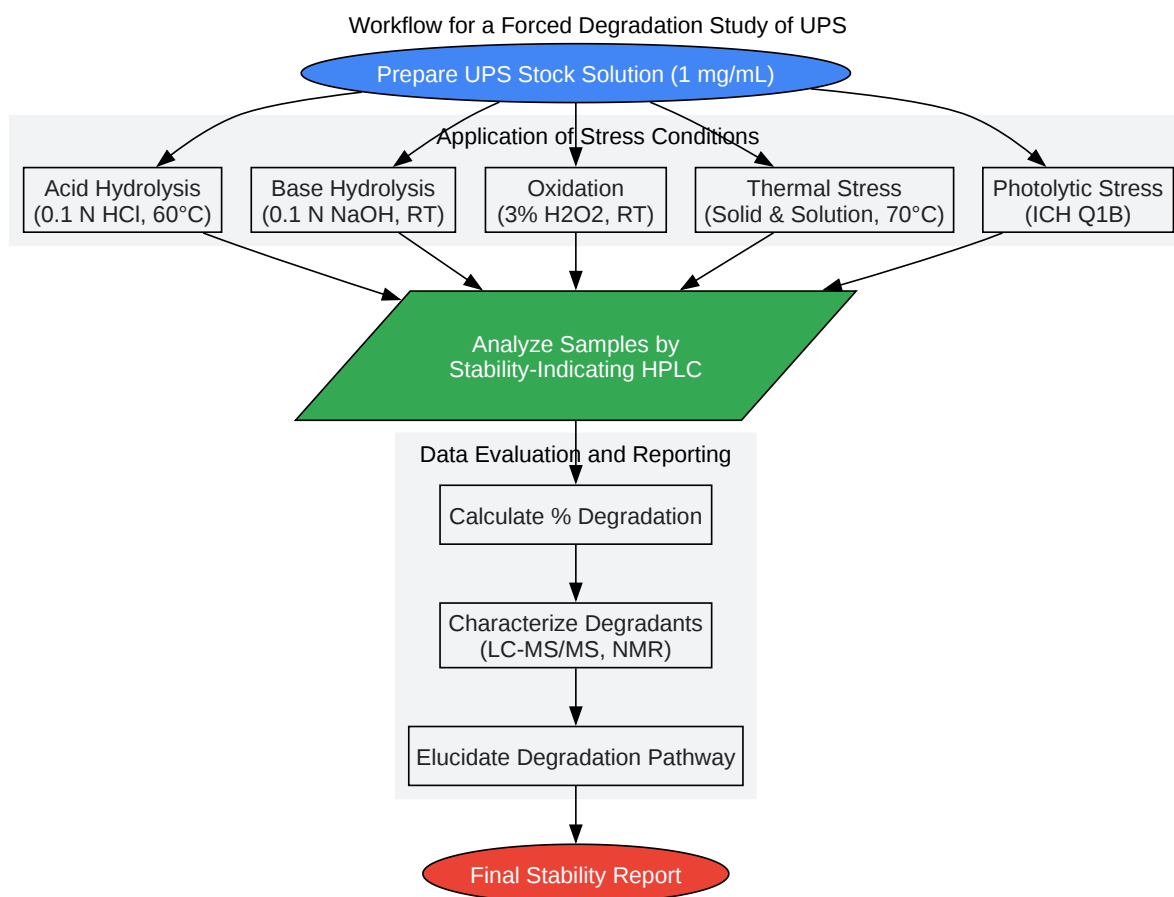 Workflow for a Forced Degradation Study of UPS
Prepare UPS Stock Solution (1 mg/mL)
Application of Stress Conditions
Acid Hydrolysis
(0.1 N HCl, 60°C)
Base Hydrolysis
(0.1 N NaOH, RT)
Oxidation
(3% H2O2, RT)
Thermal Stress
(Solid & Solution, 70°C)
Photolytic Stress
(ICH Q1B)
Analyze Samples by
Stability-Indicating HPLC
Data Evaluation and Reporting
Calculate % Degradation
Characterize Degradants
(LC-MS/MS, NMR)
Elucidate Degradation Pathway
Final Stability Report